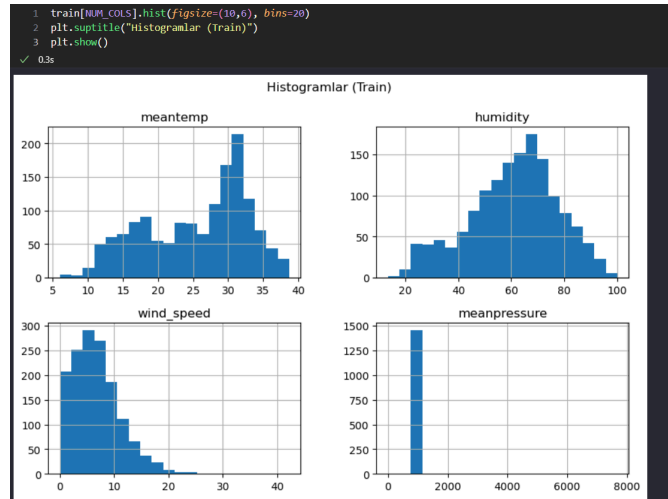 1 train[NUM_COLS].hist(figsize=(10,6), bins=20)
2 plt.suptitle("Histogramlar (Train)")
3 plt.show()
✓ 0.3s
Histogramlar (Train)
meantemp humidity
200
150
100
50
0
5 10 15 20 25 30 35 40
150
100
50
0
20 40 60 80 100
wind_speed meanpressure
300
250
200
150
100
50
0
0 10 20 30 40
1500
1250
1000
750
500
250
0
0 2000 4000 6000 8000